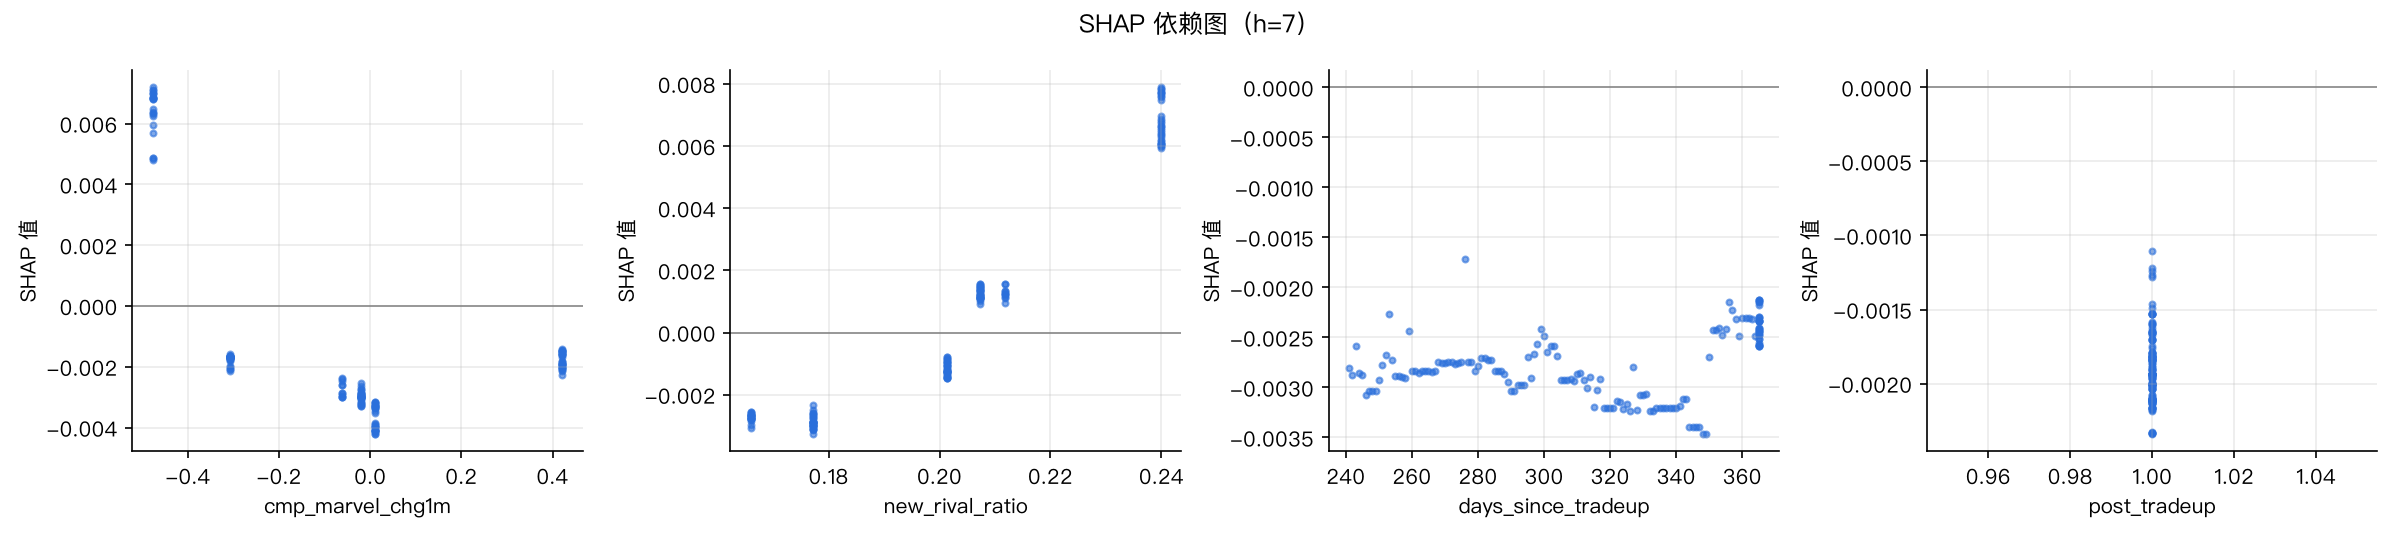 SHAP 依赖图（h=7）
SHAP 值
0.006
0.004
0.002
0.000
−0.002
−0.004
−0.4 −0.2 0.0 0.2 0.4
cmp_marvel_chg1m
SHAP 值
0.008
0.006
0.004
0.002
0.000
−0.002
0.18 0.20 0.22 0.24
new_rival_ratio
SHAP 值
0.0000
−0.0005
−0.0010
−0.0015
−0.0020
−0.0025
−0.0030
−0.0035
240 260 280 300 320 340 360
days_since_tradeup
SHAP 值
0.0000
−0.0005
−0.0010
−0.0015
−0.0020
0.96 0.98 1.00 1.02 1.04
post_tradeup